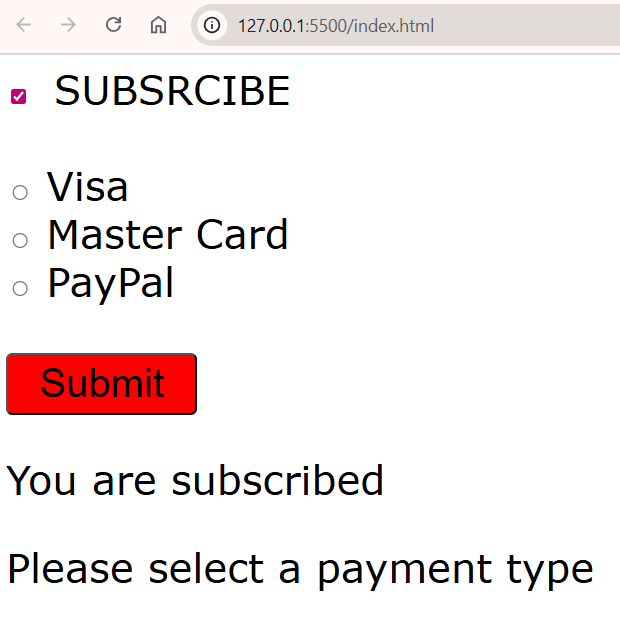 127.0.0.1:5500/index.html
SUBSRCIBE
Visa
Master Card
PayPal
Submit
You are subscribed
Please select a payment type